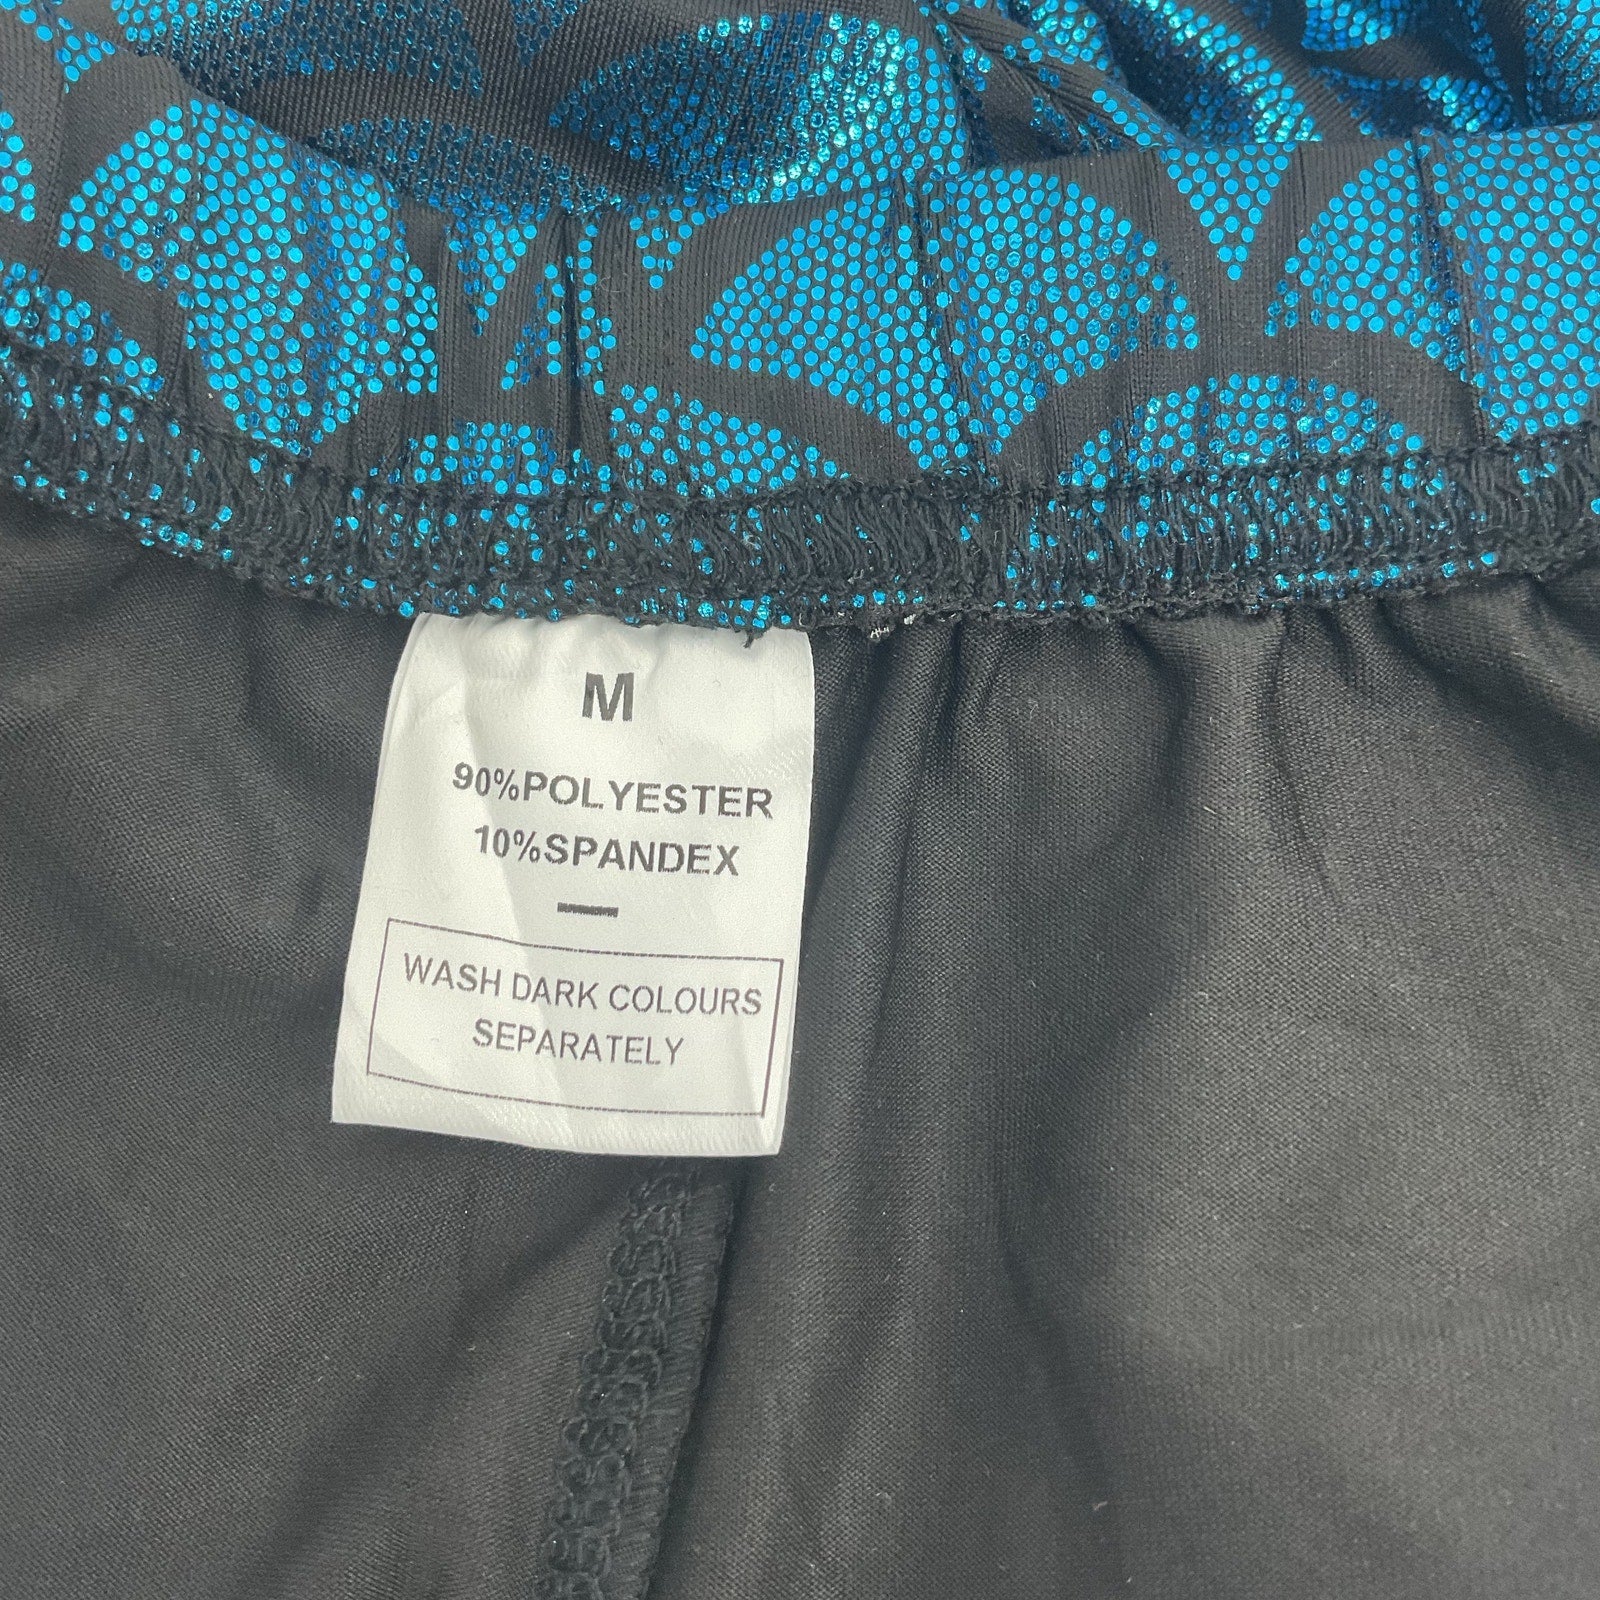 M
90%POLYESTER
10%SPANDEX
WASH DARK COLOURS
SEPARATELY